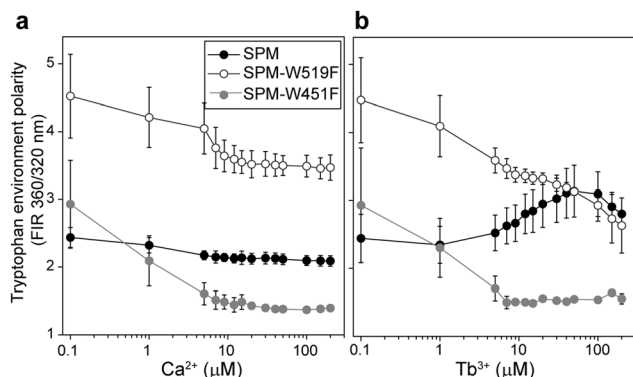 a
b
SPM
SPM-W519F
SPM-W451F
Tryptophan environment polarity
(FIR 360/320 nm)
5
4
3
2
1
0.1
1
10
100
0.1
1
10
100
Ca²⁺ (μM)
Tb³⁺ (μM)